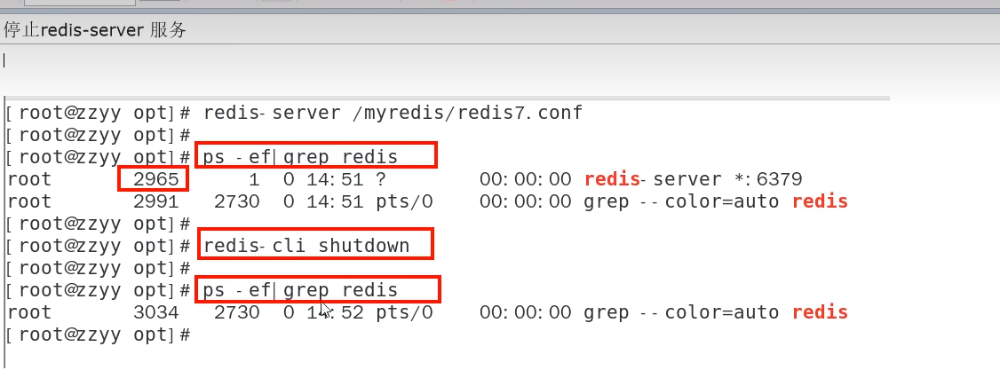 停止redis-server 服务
[root@zzyy opt]# redis-server /myredis/redis7.conf
[root@zzyy opt]#
[root@zzyy opt]# ps -ef|grep redis
root 2965 1 0 14:51 ? 00:00:00 redis-server *:6379
root 2991 2730 0 14:51 pts/0 00:00:00 grep --color=auto redis
[root@zzyy opt]#
[root@zzyy opt]# redis-cli shutdown
[root@zzyy opt]#
[root@zzyy opt]# ps -ef|grep redis
root 3034 2730 0 14:52 pts/0 00:00:00 grep --color=auto redis
[root@zzyy opt]#